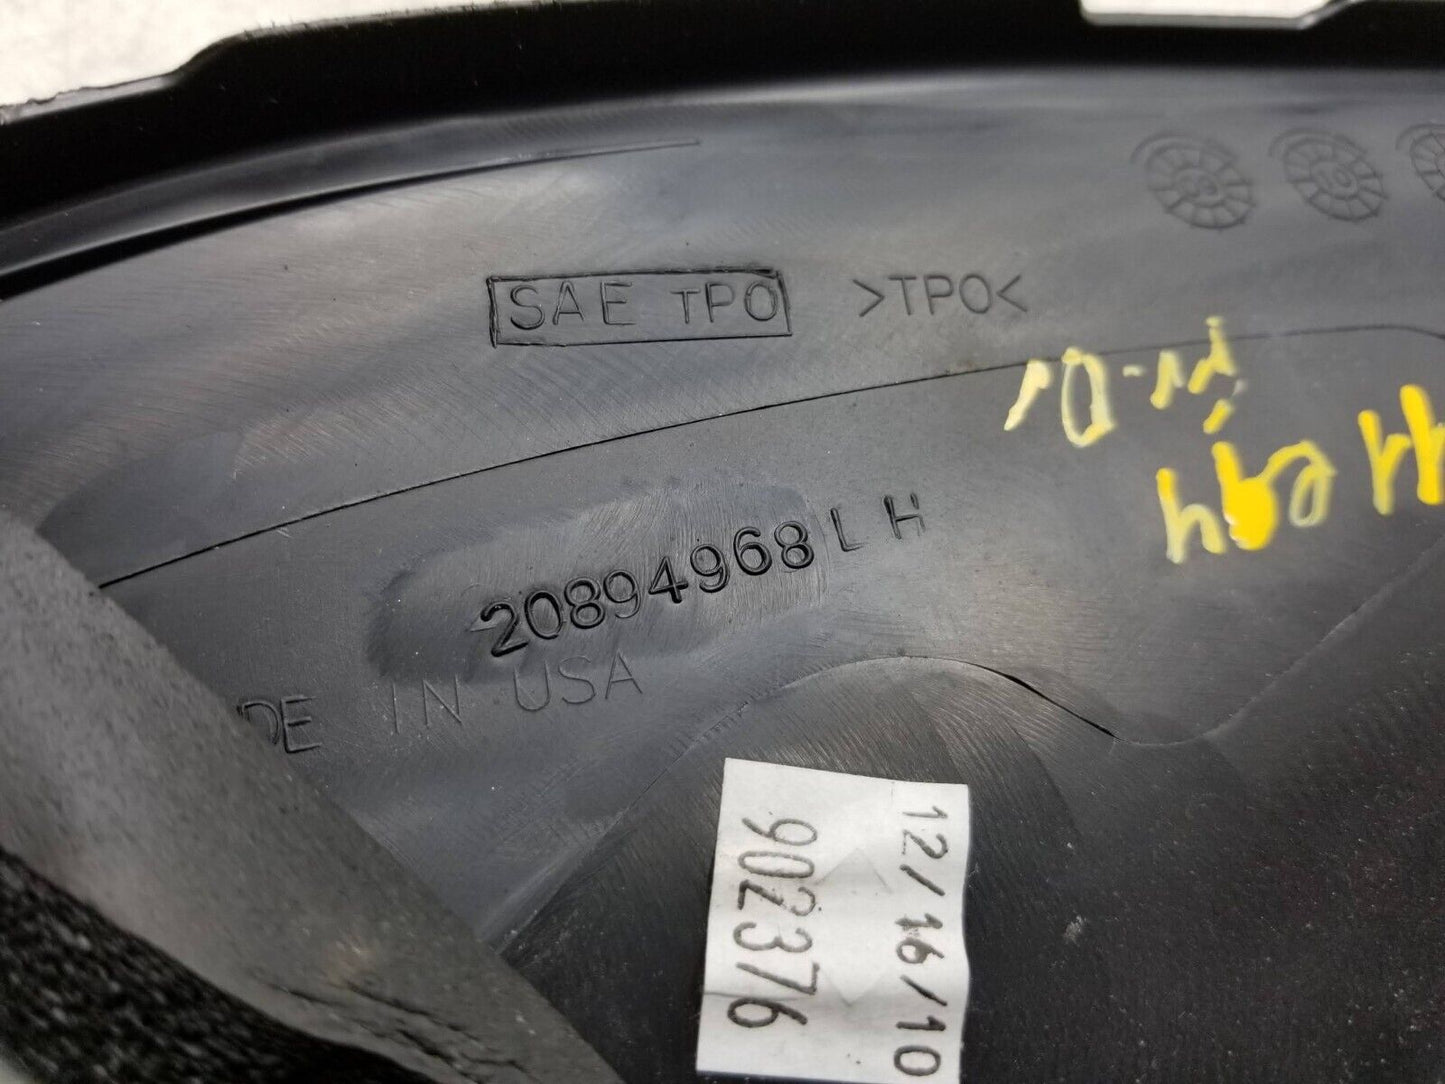 SAE TPO >TPO<
20894968 LH
DE IN USA
12/16/10
902376